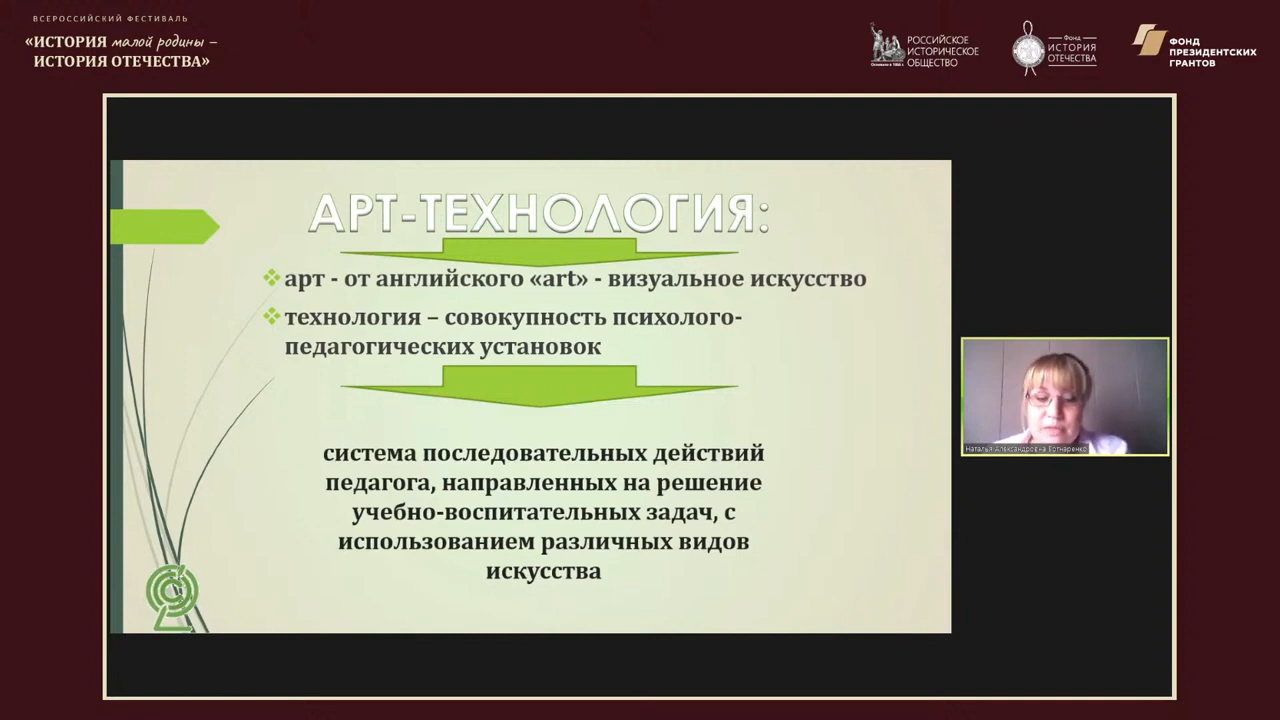 ВСЕРОССИЙСКИЙ ФЕСТИВАЛЬ
«ИСТОРИЯ малой родины –
ИСТОРИЯ ОТЕЧЕСТВА»
РОССИЙСКОЕ
ИСТОРИЧЕСКОЕ
ОБЩЕСТВО
Основано в 1866 г.
Фонд
ИСТОРИЯ
ОТЕЧЕСТВА
ФОНД
ПРЕЗИДЕНТСКИХ
ГРАНТОВ
АРТ-ТЕХНОЛОГИЯ:
арт - от английского «art» - визуальное искусство
технология – совокупность психолого-
педагогических установок
система последовательных действий
педагога, направленных на решение
учебно-воспитательных задач, с
использованием различных видов
искусства
Наталья Александровна